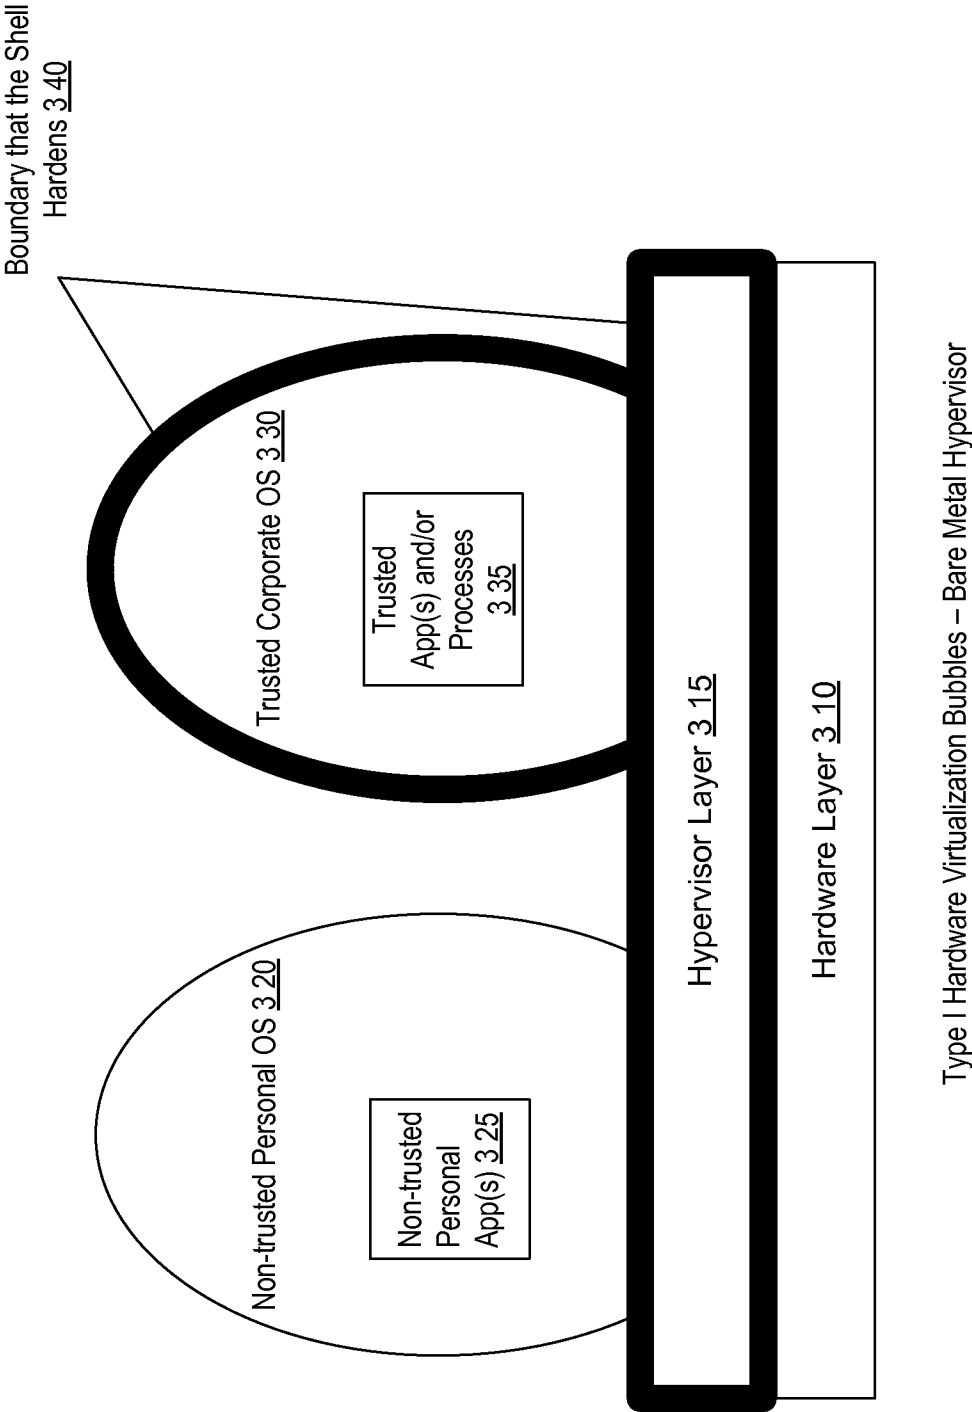 Boundary that the Shell
Hardens 3 40
Non-trusted Personal OS 3 20
Non-trusted
Personal
App(s) 3 25
Trusted Corporate OS 3 30
Trusted
App(s) and/or
Processes
3 35
Hypervisor Layer 3 15
Hardware Layer 3 10
Type I Hardware Virtualization Bubbles – Bare Metal Hypervisor